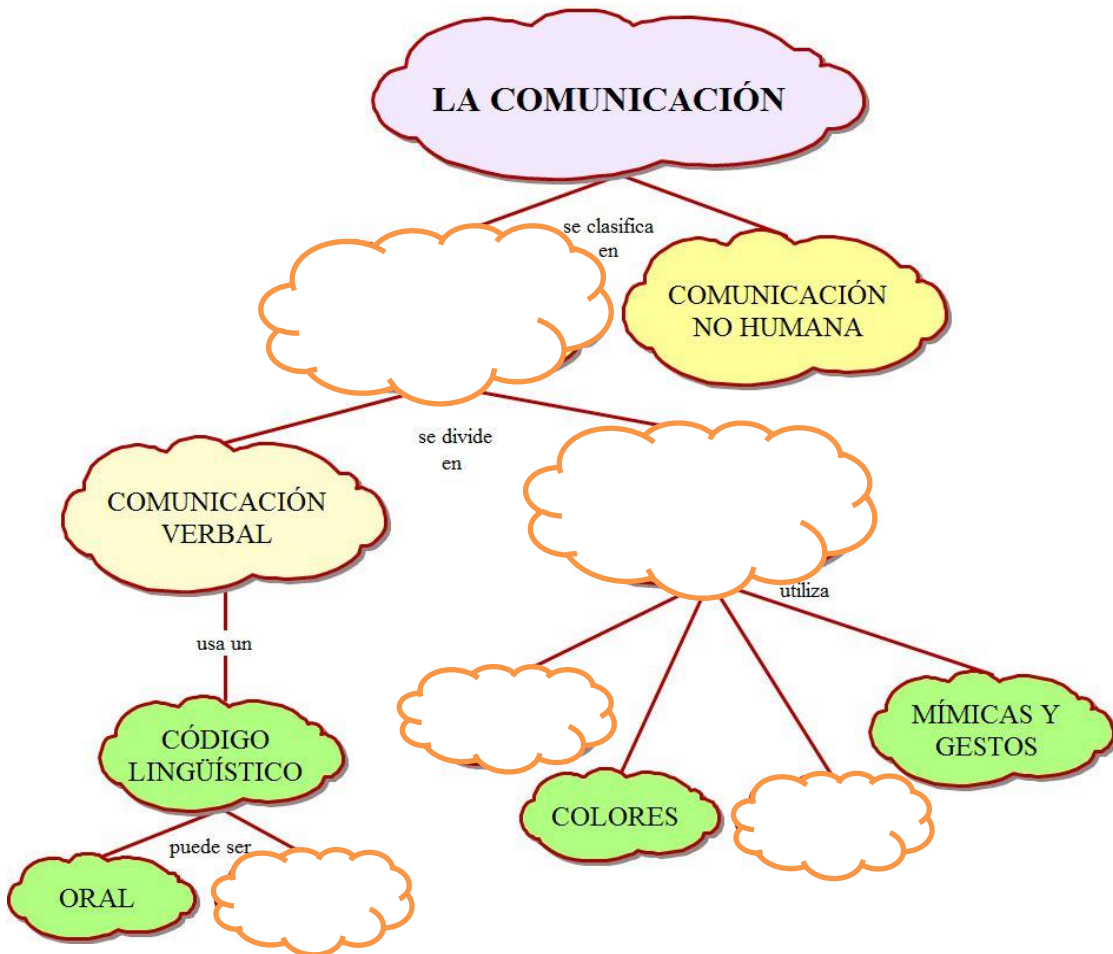 LA COMUNICACIÓN
se clasifica
en
COMUNICACIÓN
NO HUMANA
se divide
en
COMUNICACIÓN
VERBAL
utiliza
usa un
MÍMICAS Y
GESTOS
CÓDIGO
LINGÜÍSTICO
COLORES
puede ser
ORAL